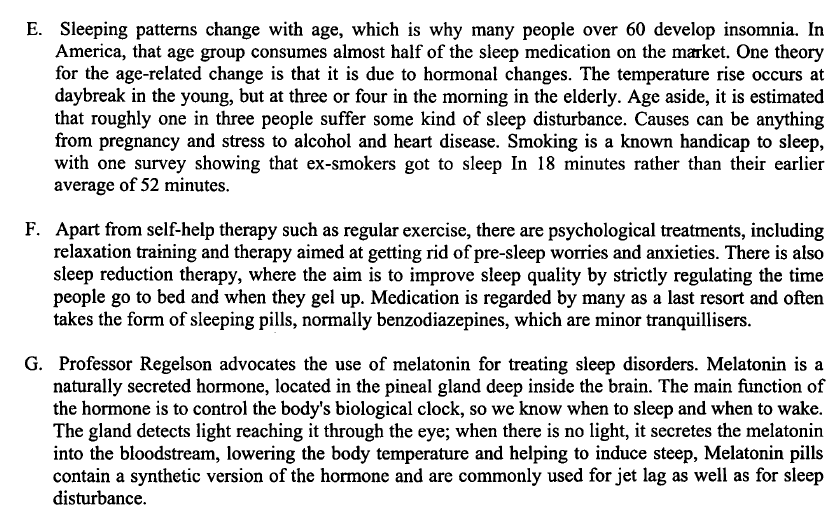 E. Sleeping patterns change with age, which is why many people over 60 develop insomnia. In
America, that age group consumes almost half of the sleep medication on the market. One theory
for the age-related change is that it is due to hormonal changes. The temperature rise occurs at
daybreak in the young, but at three or four in the morning in the elderly. Age aside, it is estimated
that roughly one in three people suffer some kind of sleep disturbance. Causes can be anything
from pregnancy and stress to alcohol and heart disease. Smoking is a known handicap to sleep,
with one survey showing that ex-smokers got to sleep In 18 minutes rather than their earlier
average of 52 minutes.
F. Apart from self-help therapy such as regular exercise, there are psychological treatments, including
relaxation training and therapy aimed at getting rid of pre-sleep worries and anxieties. There is also
sleep reduction therapy, where the aim is to improve sleep quality by strictly regulating the time
people go to bed and when they gel up. Medication is regarded by many as a last resort and often
takes the form of sleeping pills, normally benzodiazepines, which are minor tranquillisers.
G. Professor Regelson advocates the use of melatonin for treating sleep disorders. Melatonin is a
naturally secreted hormone, located in the pineal gland deep inside the brain. The main function of
the hormone is to control the body's biological clock, so we know when to sleep and when to wake.
The gland detects light reaching it through the eye; when there is no light, it secretes the melatonin
into the bloodstream, lowering the body temperature and helping to induce steep, Melatonin pills
contain a synthetic version of the hormone and are commonly used for jet lag as well as for sleep
disturbance.